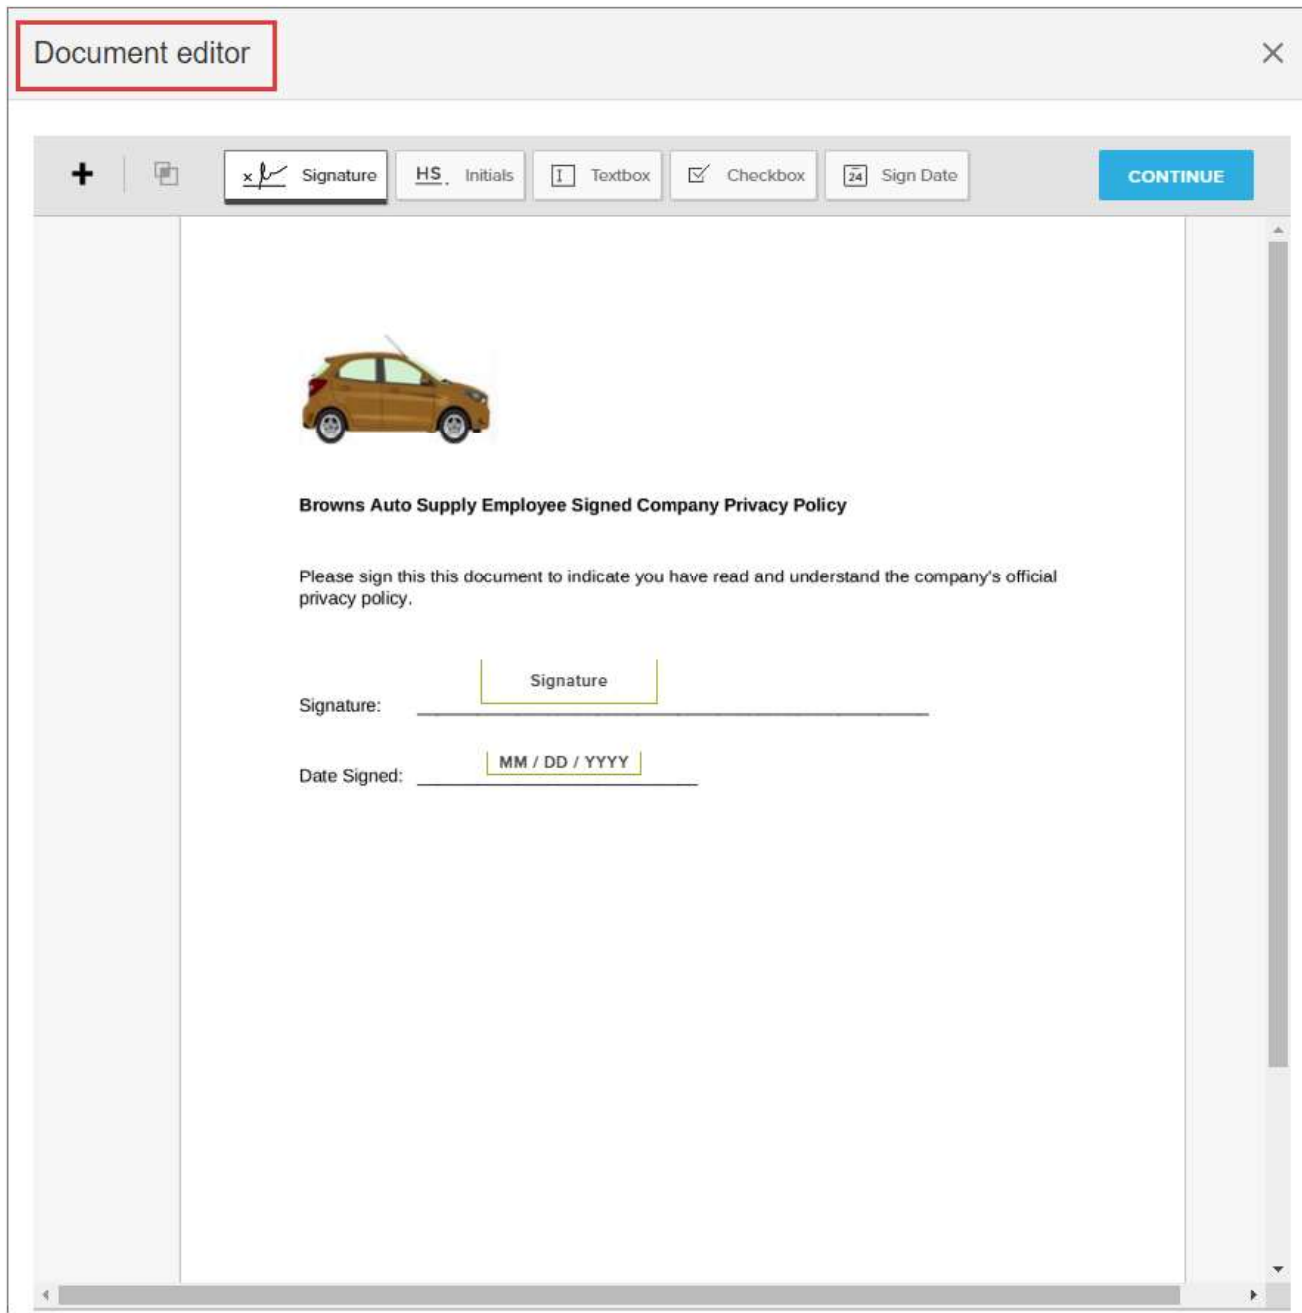 Document editor
Signature
HS Initials
Textbox
Checkbox
24 Sign Date
CONTINUE
Browns Auto Supply Employee Signed Company Privacy Policy
Please sign this this document to indicate you have read and understand the company's official
privacy policy.
Signature
Signature:
MM / DD / YYYY
Date Signed: